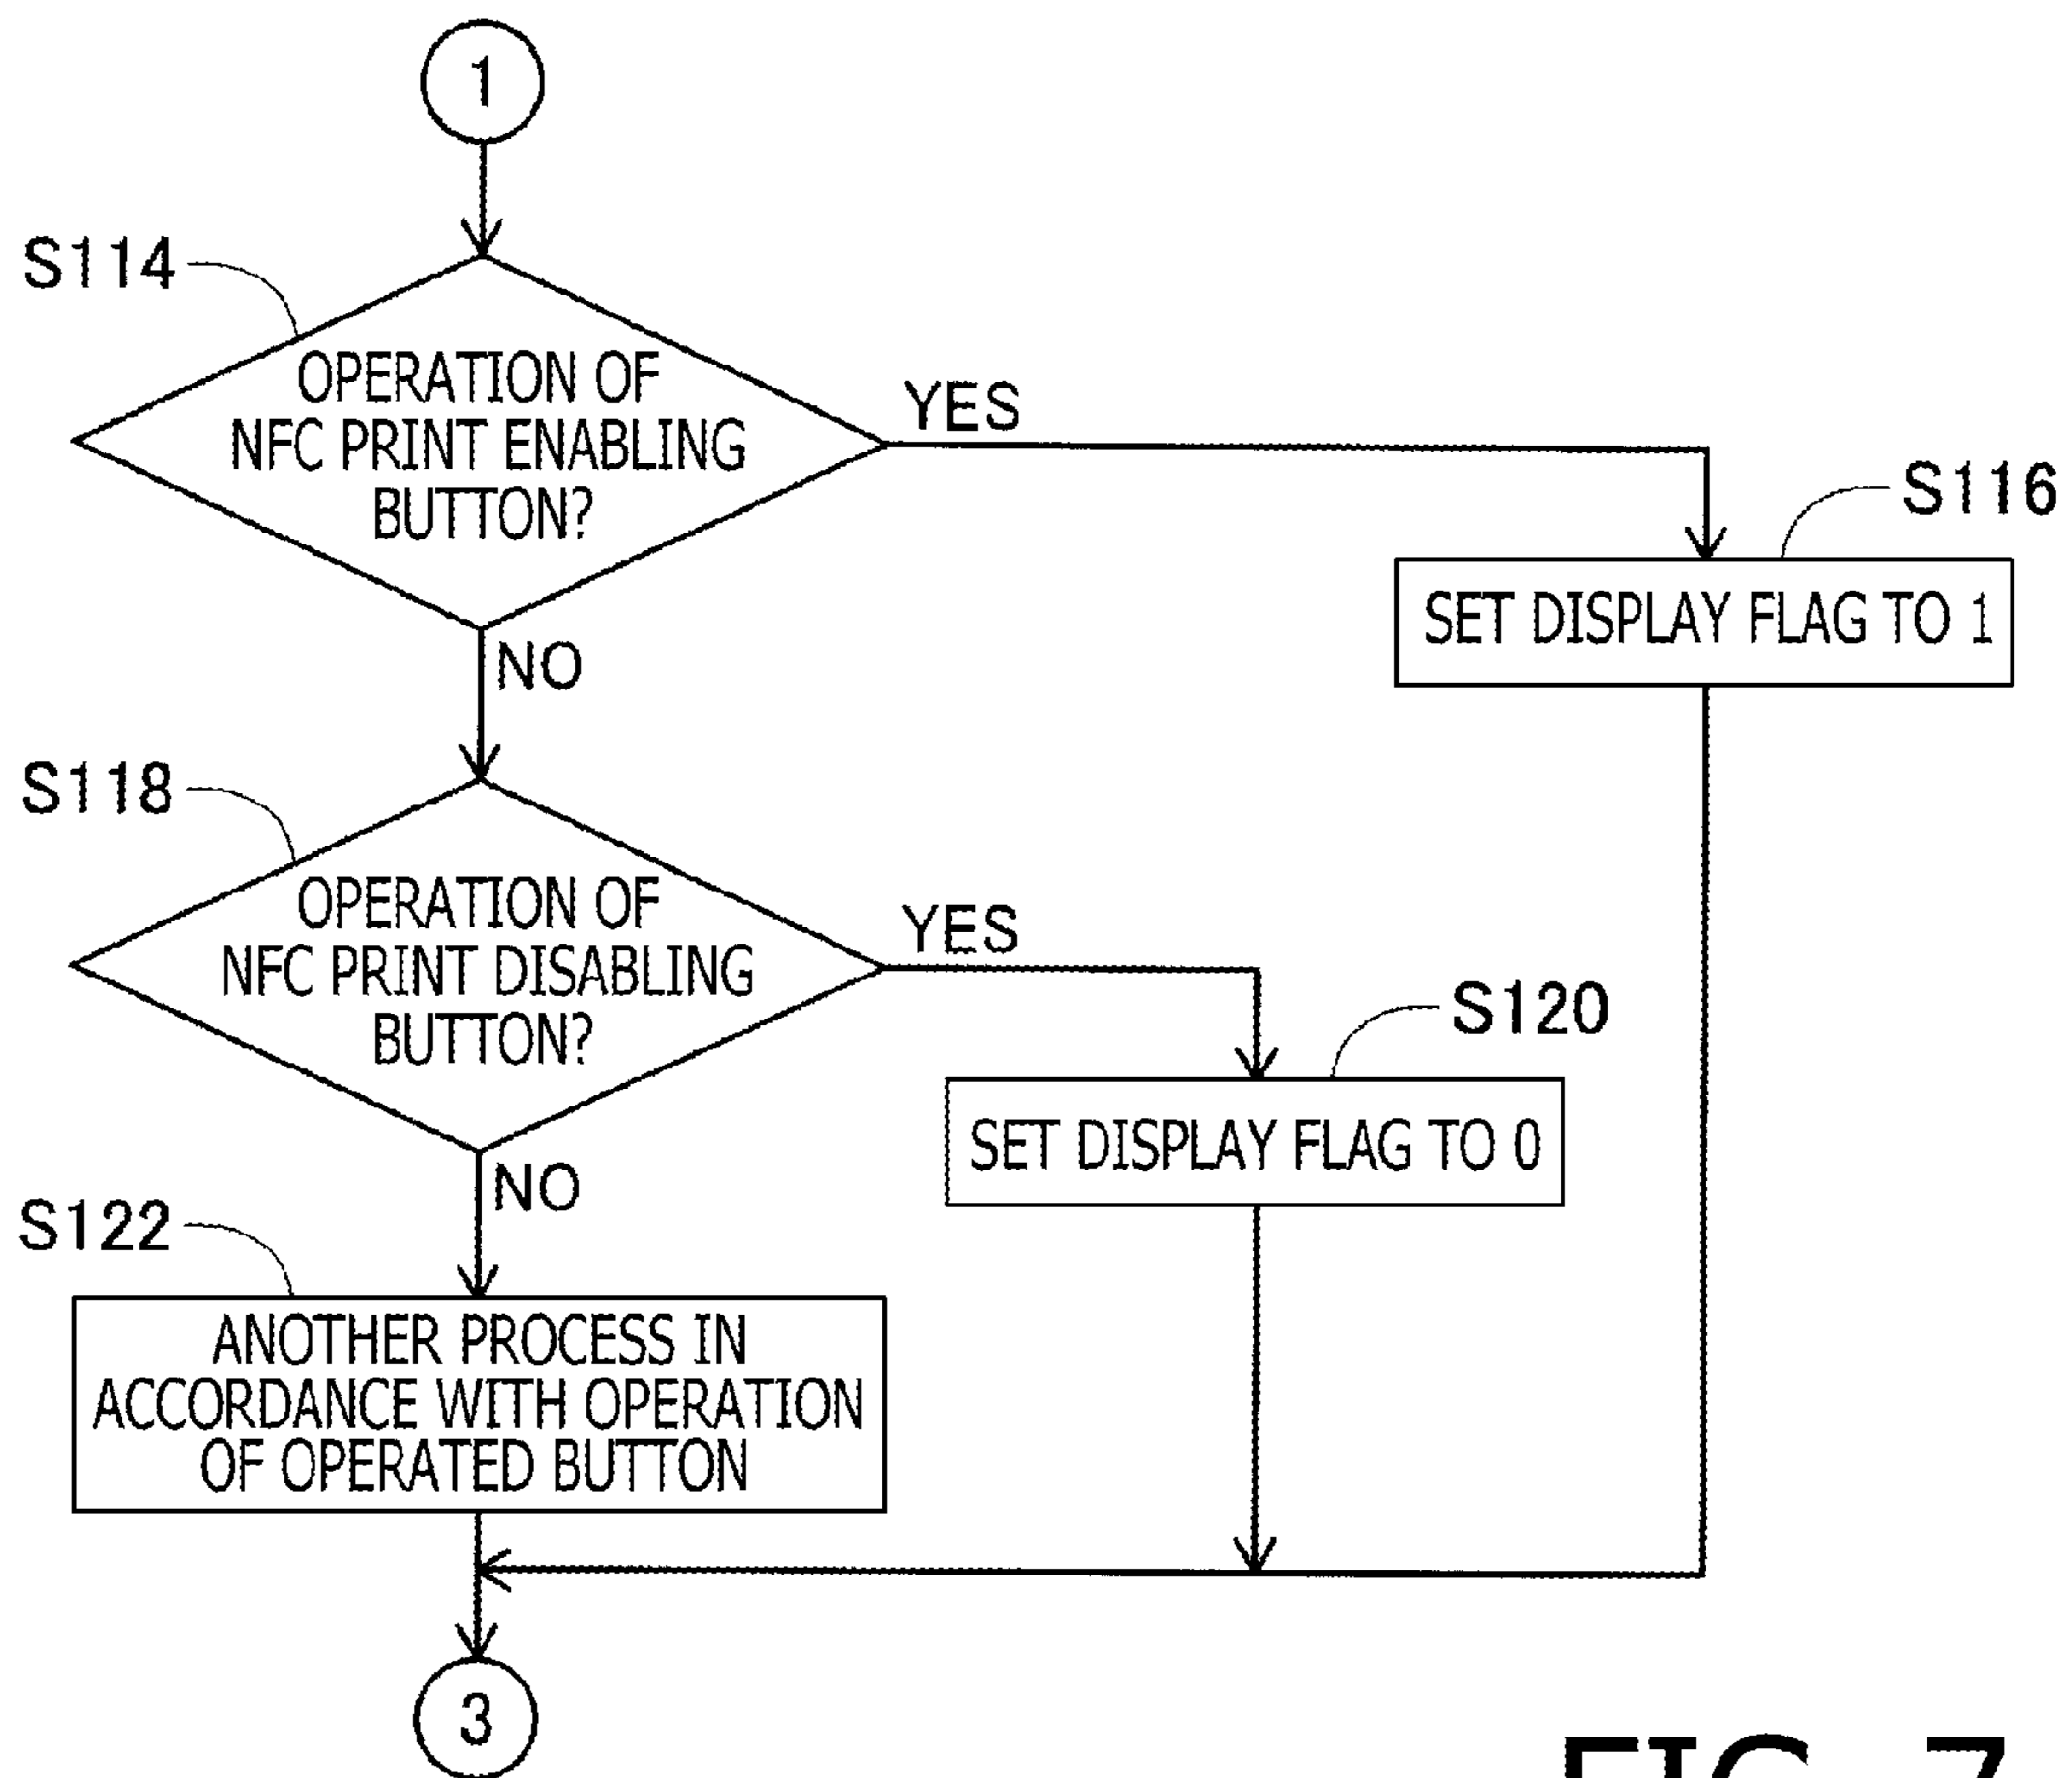 1
S114
OPERATION OF
NFC PRINT ENABLING
BUTTON?
YES
S116
SET DISPLAY FLAG TO 1
NO
S118
OPERATION OF
NFC PRINT DISABLING
BUTTON?
YES
S120
SET DISPLAY FLAG TO 0
NO
S122
ANOTHER PROCESS IN
ACCORDANCE WITH OPERATION
OF OPERATED BUTTON
3
FIG. 7